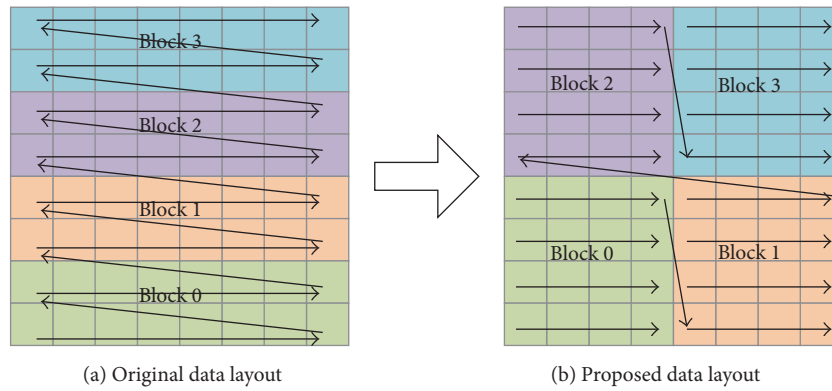 Block 3
Block 2
Block 1
Block 0
(a) Original data layout
Block 2
Block 3
Block 0
Block 1
(b) Proposed data layout